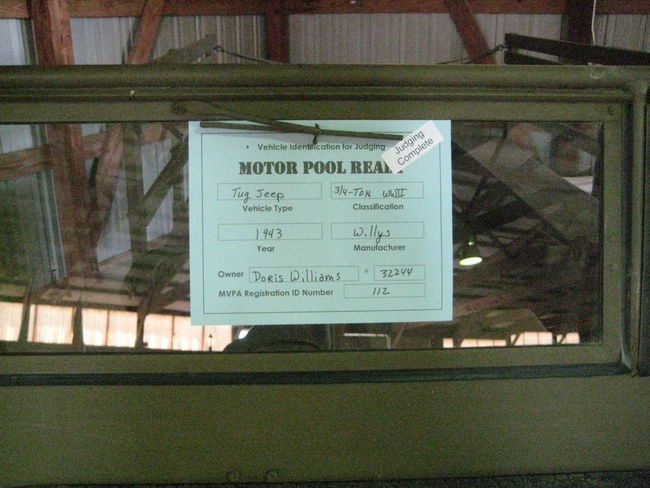 • Vehicle Identification for Judging
Judging
Complete
MOTOR POOL
Tug Jeep 3/4-TON WWII
Vehicle Type Classification
1943 Willys
Year Manufacturer
Owner Doris Williams # 32244
MVPA Registration ID Number 112